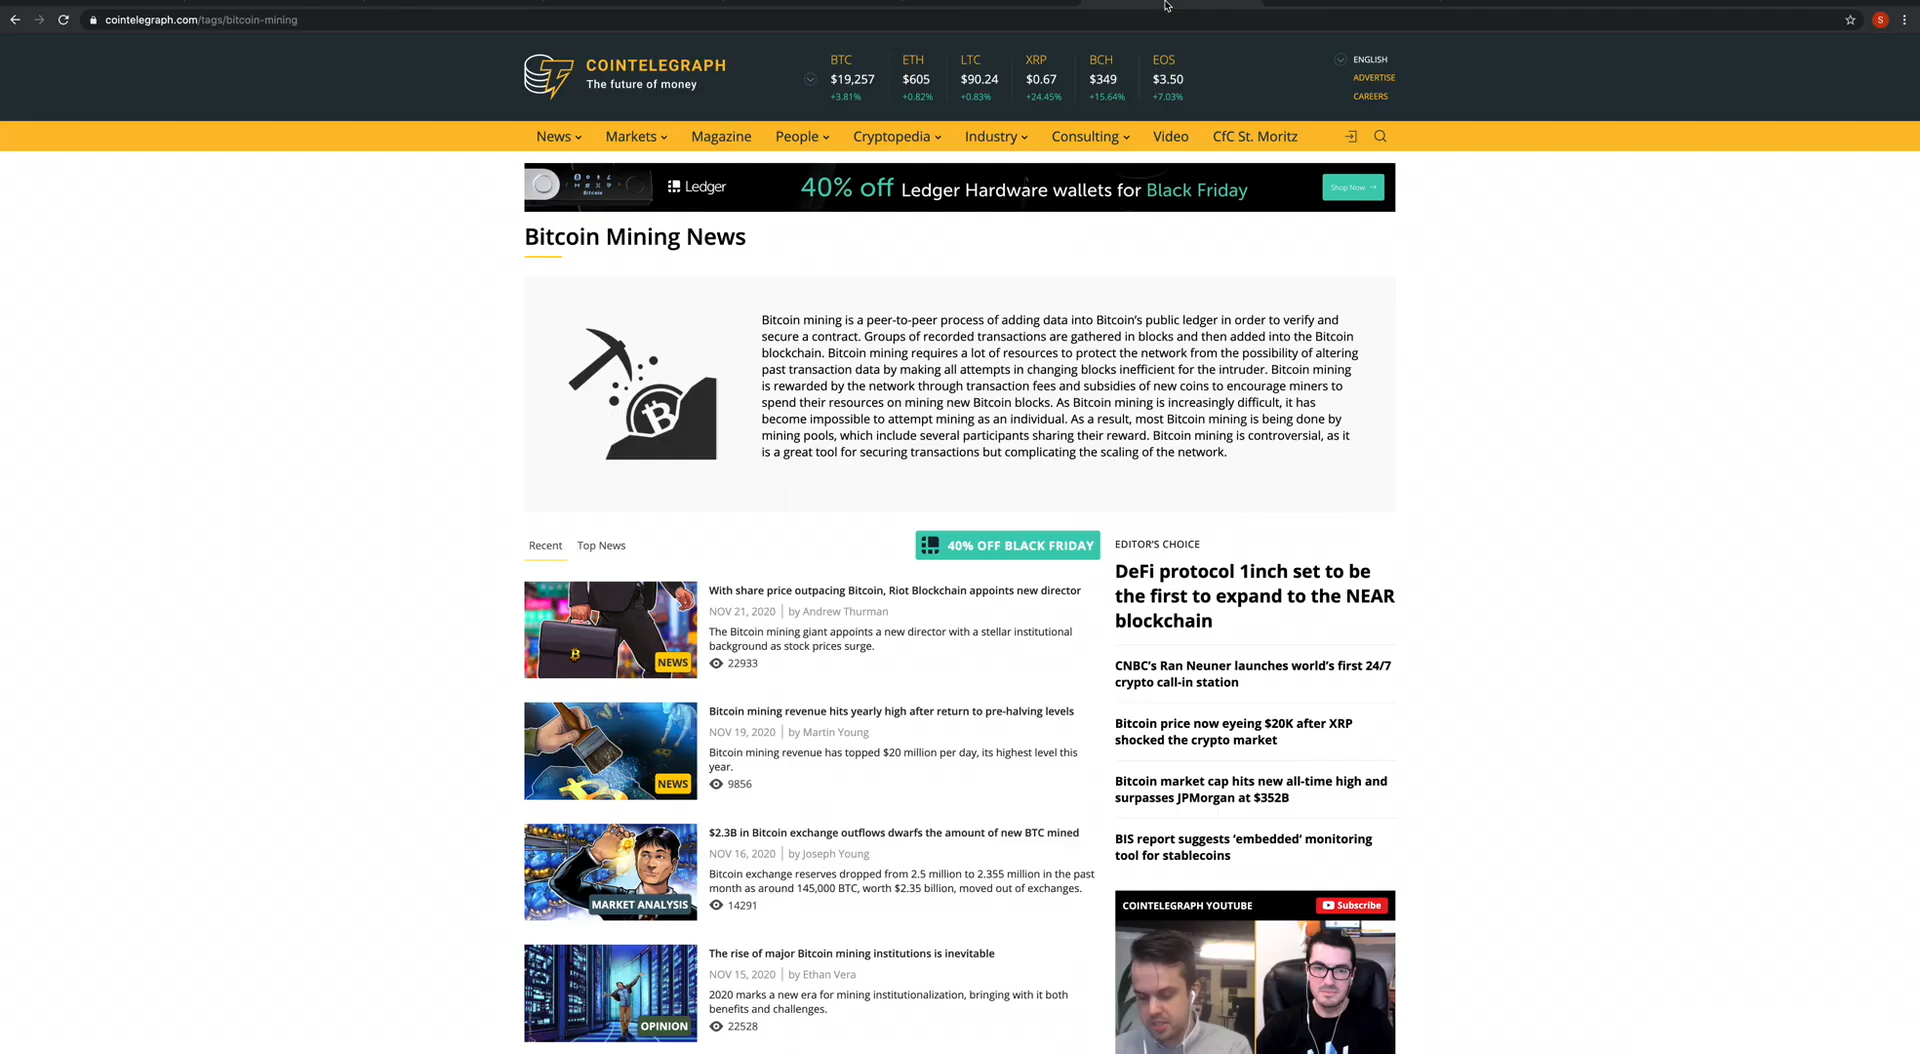 cointelegraph.com/tags/bitcoin-mining
S
COINTELEGRAPH
The future of money
BTC ETH LTC XRP BCH EOS
$19,257 $605 $90.24 $0.67 $349 $3.50
+3.81% +0.82% +0.83% +24.45% +15.64% +7.03%
ENGLISH
ADVERTISE
CAREERS
News Markets Magazine People Cryptopedia Industry Consulting Video CfC St. Moritz
Bitcoin
Ledger
40% off Ledger Hardware wallets for Black Friday
Shop Now →
Bitcoin Mining News
Bitcoin mining is a peer-to-peer process of adding data into Bitcoin’s public ledger in order to verify and
secure a contract. Groups of recorded transactions are gathered in blocks and then added into the Bitcoin
blockchain. Bitcoin mining requires a lot of resources to protect the network from the possibility of altering
past transaction data by making all attempts in changing blocks inefficient for the intruder. Bitcoin mining
is rewarded by the network through transaction fees and subsidies of new coins to encourage miners to
spend their resources on mining new Bitcoin blocks. As Bitcoin mining is increasingly difficult, it has
become impossible to attempt mining as an individual. As a result, most Bitcoin mining is being done by
mining pools, which include several participants sharing their reward. Bitcoin mining is controversial, as it
is a great tool for securing transactions but complicating the scaling of the network.
Recent Top News
40% OFF BLACK FRIDAY
With share price outpacing Bitcoin, Riot Blockchain appoints new director
NOV 21, 2020 | by Andrew Thurman
The Bitcoin mining giant appoints a new director with a stellar institutional
background as stock prices surge.
22933
NEWS
Bitcoin mining revenue hits yearly high after return to pre-halving levels
NOV 19, 2020 | by Martin Young
Bitcoin mining revenue has topped $20 million per day, its highest level this
year.
9856
NEWS
$2.3B in Bitcoin exchange outflows dwarfs the amount of new BTC mined
NOV 16, 2020 | by Joseph Young
Bitcoin exchange reserves dropped from 2.5 million to 2.355 million in the past
month as around 145,000 BTC, worth $2.35 billion, moved out of exchanges.
14291
MARKET ANALYSIS
The rise of major Bitcoin mining institutions is inevitable
NOV 15, 2020 | by Ethan Vera
2020 marks a new era for mining institutionalization, bringing with it both
benefits and challenges.
22528
OPINION
EDITOR’S CHOICE
DeFi protocol 1inch set to be
the first to expand to the NEAR
blockchain
CNBC’s Ran Neuner launches world’s first 24/7
crypto call-in station
Bitcoin price now eyeing $20K after XRP
shocked the crypto market
Bitcoin market cap hits new all-time high and
surpasses JPMorgan at $352B
BIS report suggests ‘embedded’ monitoring
tool for stablecoins
COINTELEGRAPH YOUTUBE
Subscribe